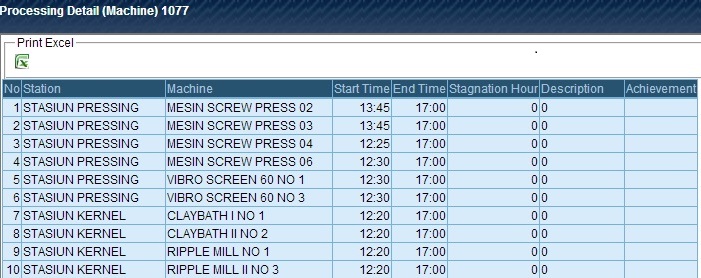 Processing Detail (Machine) 1077
Print Excel
No Station Machine Start Time End Time Stagnation Hour Description Achievement
1 STASIUN PRESSING MESIN SCREW PRESS 02 13:45 17:00 0 0
2 STASIUN PRESSING MESIN SCREW PRESS 03 13:45 17:00 0 0
3 STASIUN PRESSING MESIN SCREW PRESS 04 12:25 17:00 0 0
4 STASIUN PRESSING MESIN SCREW PRESS 06 12:30 17:00 0 0
5 STASIUN PRESSING VIBRO SCREEN 60 NO 1 12:30 17:00 0 0
6 STASIUN PRESSING VIBRO SCREEN 60 NO 3 12:30 17:00 0 0
7 STASIUN KERNEL CLAYBATH I NO 1 12:20 17:00 0 0
8 STASIUN KERNEL CLAYBATH II NO 2 12:20 17:00 0 0
9 STASIUN KERNEL RIPPLE MILL NO 1 12:20 17:00 0 0
10 STASIUN KERNEL RIPPLE MILL II NO 3 12:20 17:00 0 0